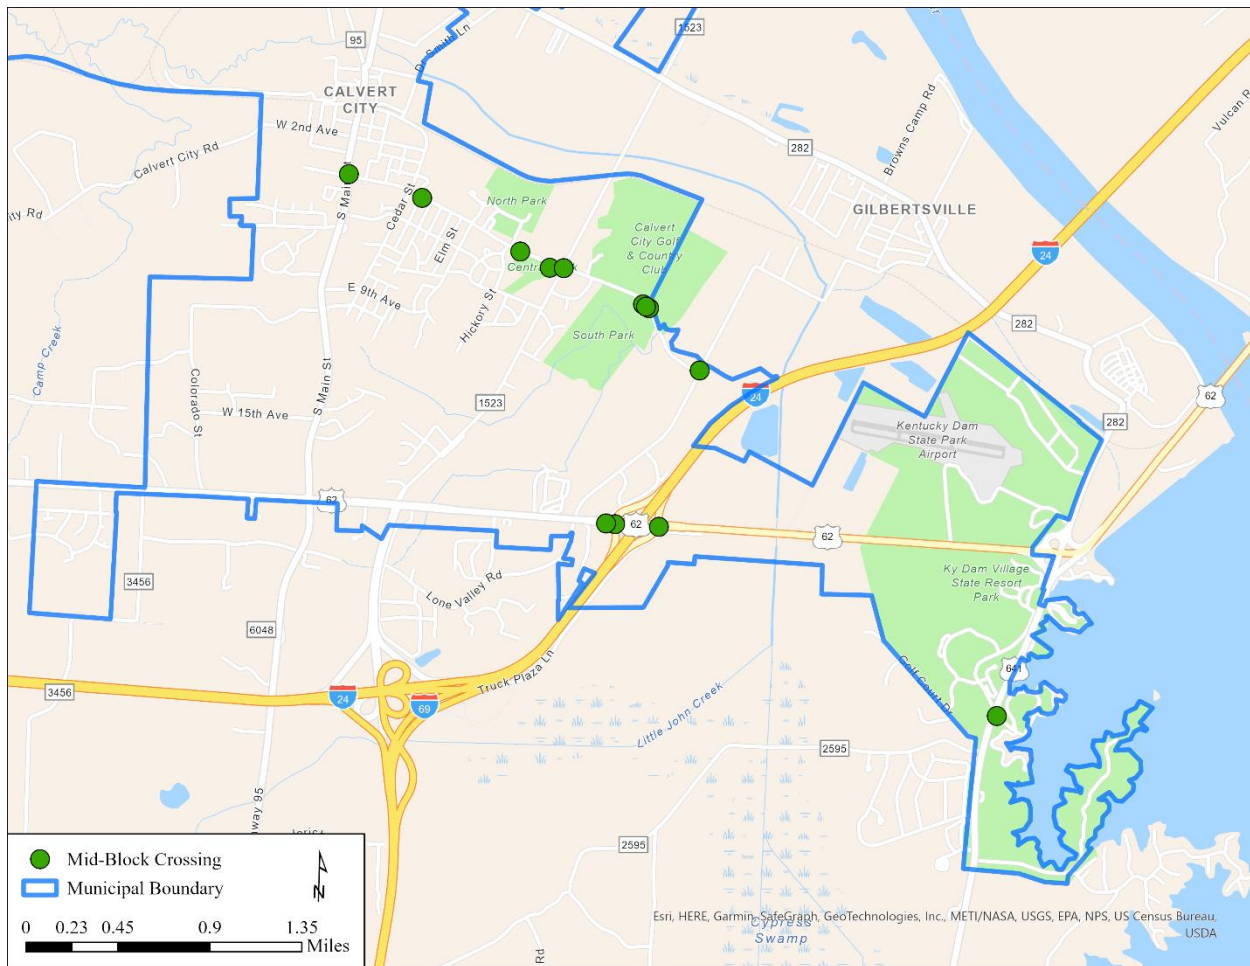 1523
95
Dr Smith Ln
CALVERT
CITY
W 2nd Ave
Calvert City Rd
282
Browns Camp Rd
Vulcan R
S Main
Cedar St
Elm St
North Park
GILBERTSVILLE
ity Rd
Calvert
City Golf
& Country
Club
24
E 9th Ave
Hickory St
South Park
282
Camp Creek
Colorado St
S Main St
W 15th Ave
1523
24
62
282
Kentucky Dam
State Park
Airport
62
62
62
3456
Lone Valley Rd
Ky Dam Village
State Resort
Park
6048
641
3456
24
69
Truck Plaza Ln
Golf Court Dr
Little John Creek
2595
2595
way 95
Mid-Block Crossing
Municipal Boundary
N
0 0.23 0.45 0.9 1.35
Miles
Rd
Cypress
Swamp
Esri, HERE, Garmin, SafeGraph, GeoTechnologies, Inc., METI/NASA, USGS, EPA, NPS, US Census Bureau,
USDA